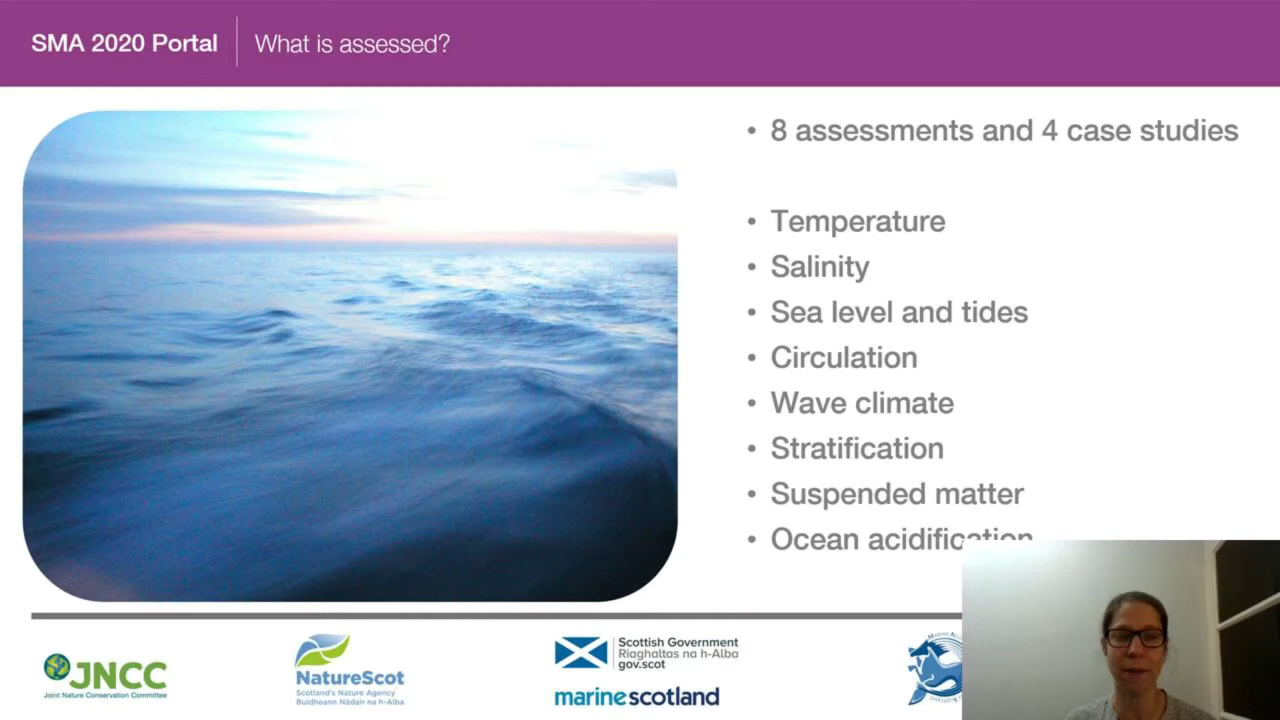 SMA 2020 Portal
What is assessed?
• 8 assessments and 4 case studies
• Temperature
• Salinity
• Sea level and tides
• Circulation
• Wave climate
• Stratification
• Suspended matter
• Ocean acidification
JNCC
Joint Nature Conservation Committee
NatureScot
Scotland's Nature Agency
Buidheann Nàdair na h-Alba
Scottish Government
Riaghaltas na h-Alba
gov.scot
marinescotland